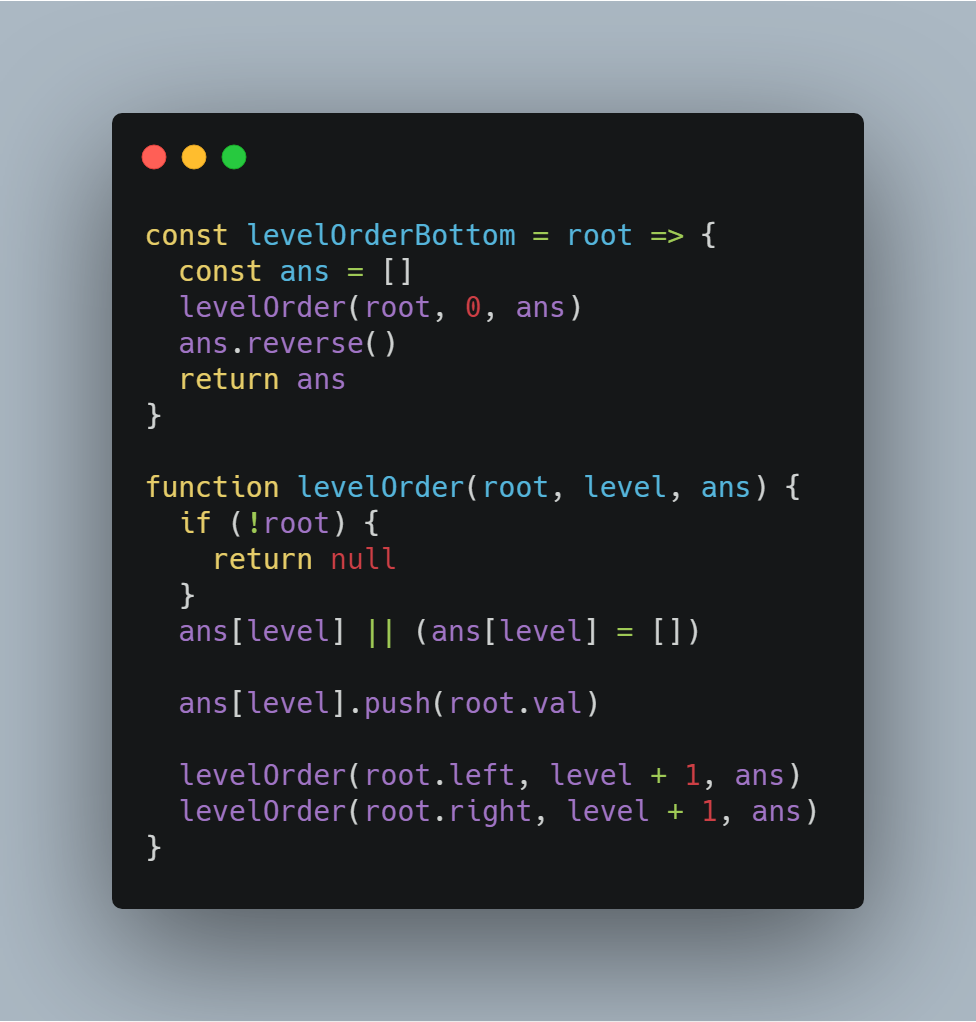 const levelOrderBottom = root => {
  const ans = []
  levelOrder(root, 0, ans)
  ans.reverse()
  return ans
}

function levelOrder(root, level, ans) {
  if (!root) {
    return null
  }
  ans[level] || (ans[level] = [])

  ans[level].push(root.val)

  levelOrder(root.left, level + 1, ans)
  levelOrder(root.right, level + 1, ans)
}